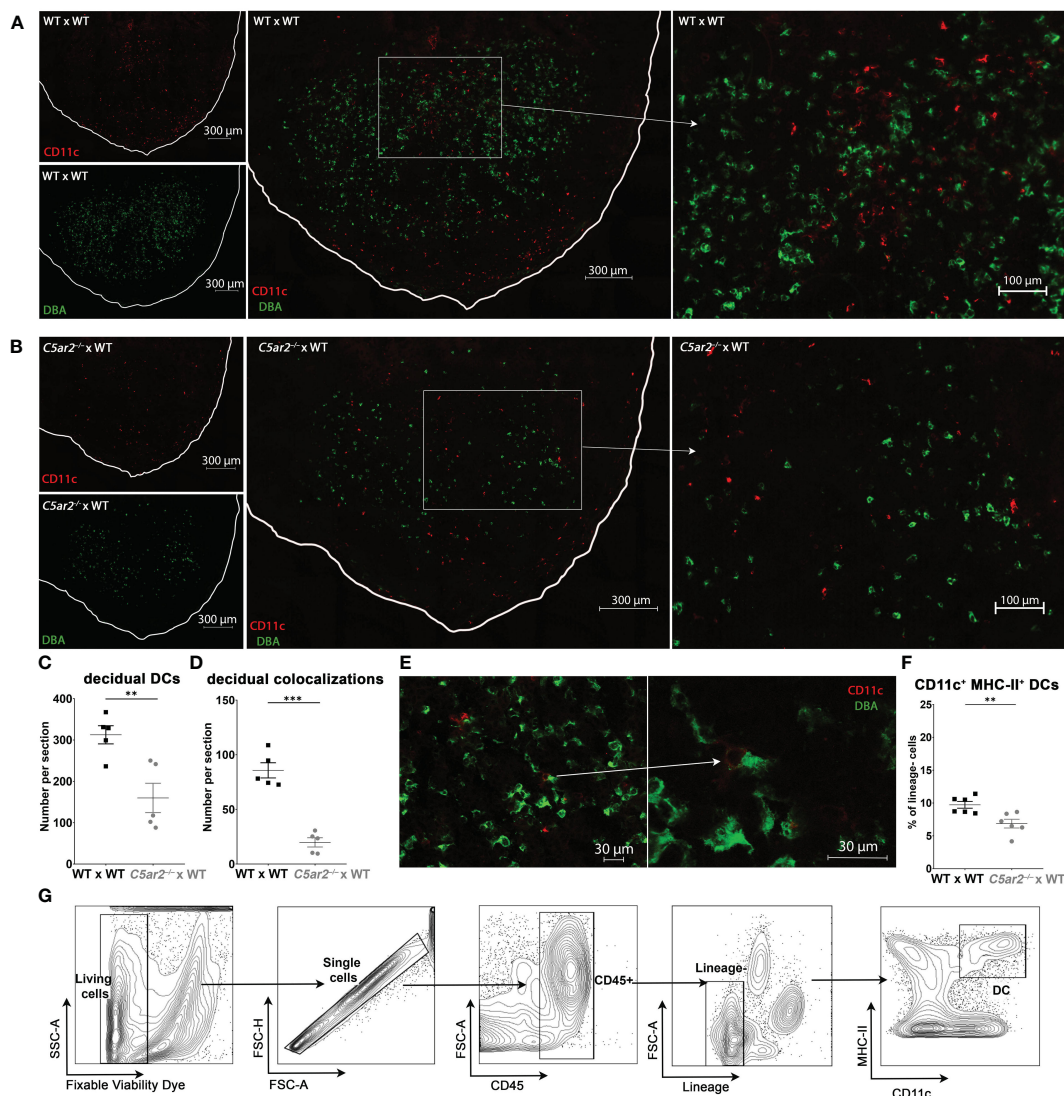 A
WT x WT
300 µm
CD11c
WT x WT
300 µm
DBA
WT x WT
300 µm
CD11c
DBA
WT x WT
100 µm
B
C5ar2⁻/⁻ x WT
300 µm
CD11c
C5ar2⁻/⁻ x WT
300 µm
DBA
C5ar2⁻/⁻ x WT
300 µm
CD11c
DBA
C5ar2⁻/⁻ x WT
100 µm
C
decidual DCs
**
Number per section
400
300
200
100
0
WT x WT C5ar2⁻/⁻ x WT
D
decidual colocalizations
***
Number per section
150
100
50
0
WT x WT C5ar2⁻/⁻ x WT
E
CD11c
DBA
30 µm
30 µm
F
CD11c⁺ MHC-II⁺ DCs
**
% of lineage- cells
25
20
15
10
5
0
WT x WT C5ar2⁻/⁻ x WT
G
Living
cells
SSC-A
Fixable Viability Dye
Single
cells
FSC-H
FSC-A
CD45+
FSC-A
CD45
Lineage-
FSC-A
Lineage
DC
MHC-II
CD11c